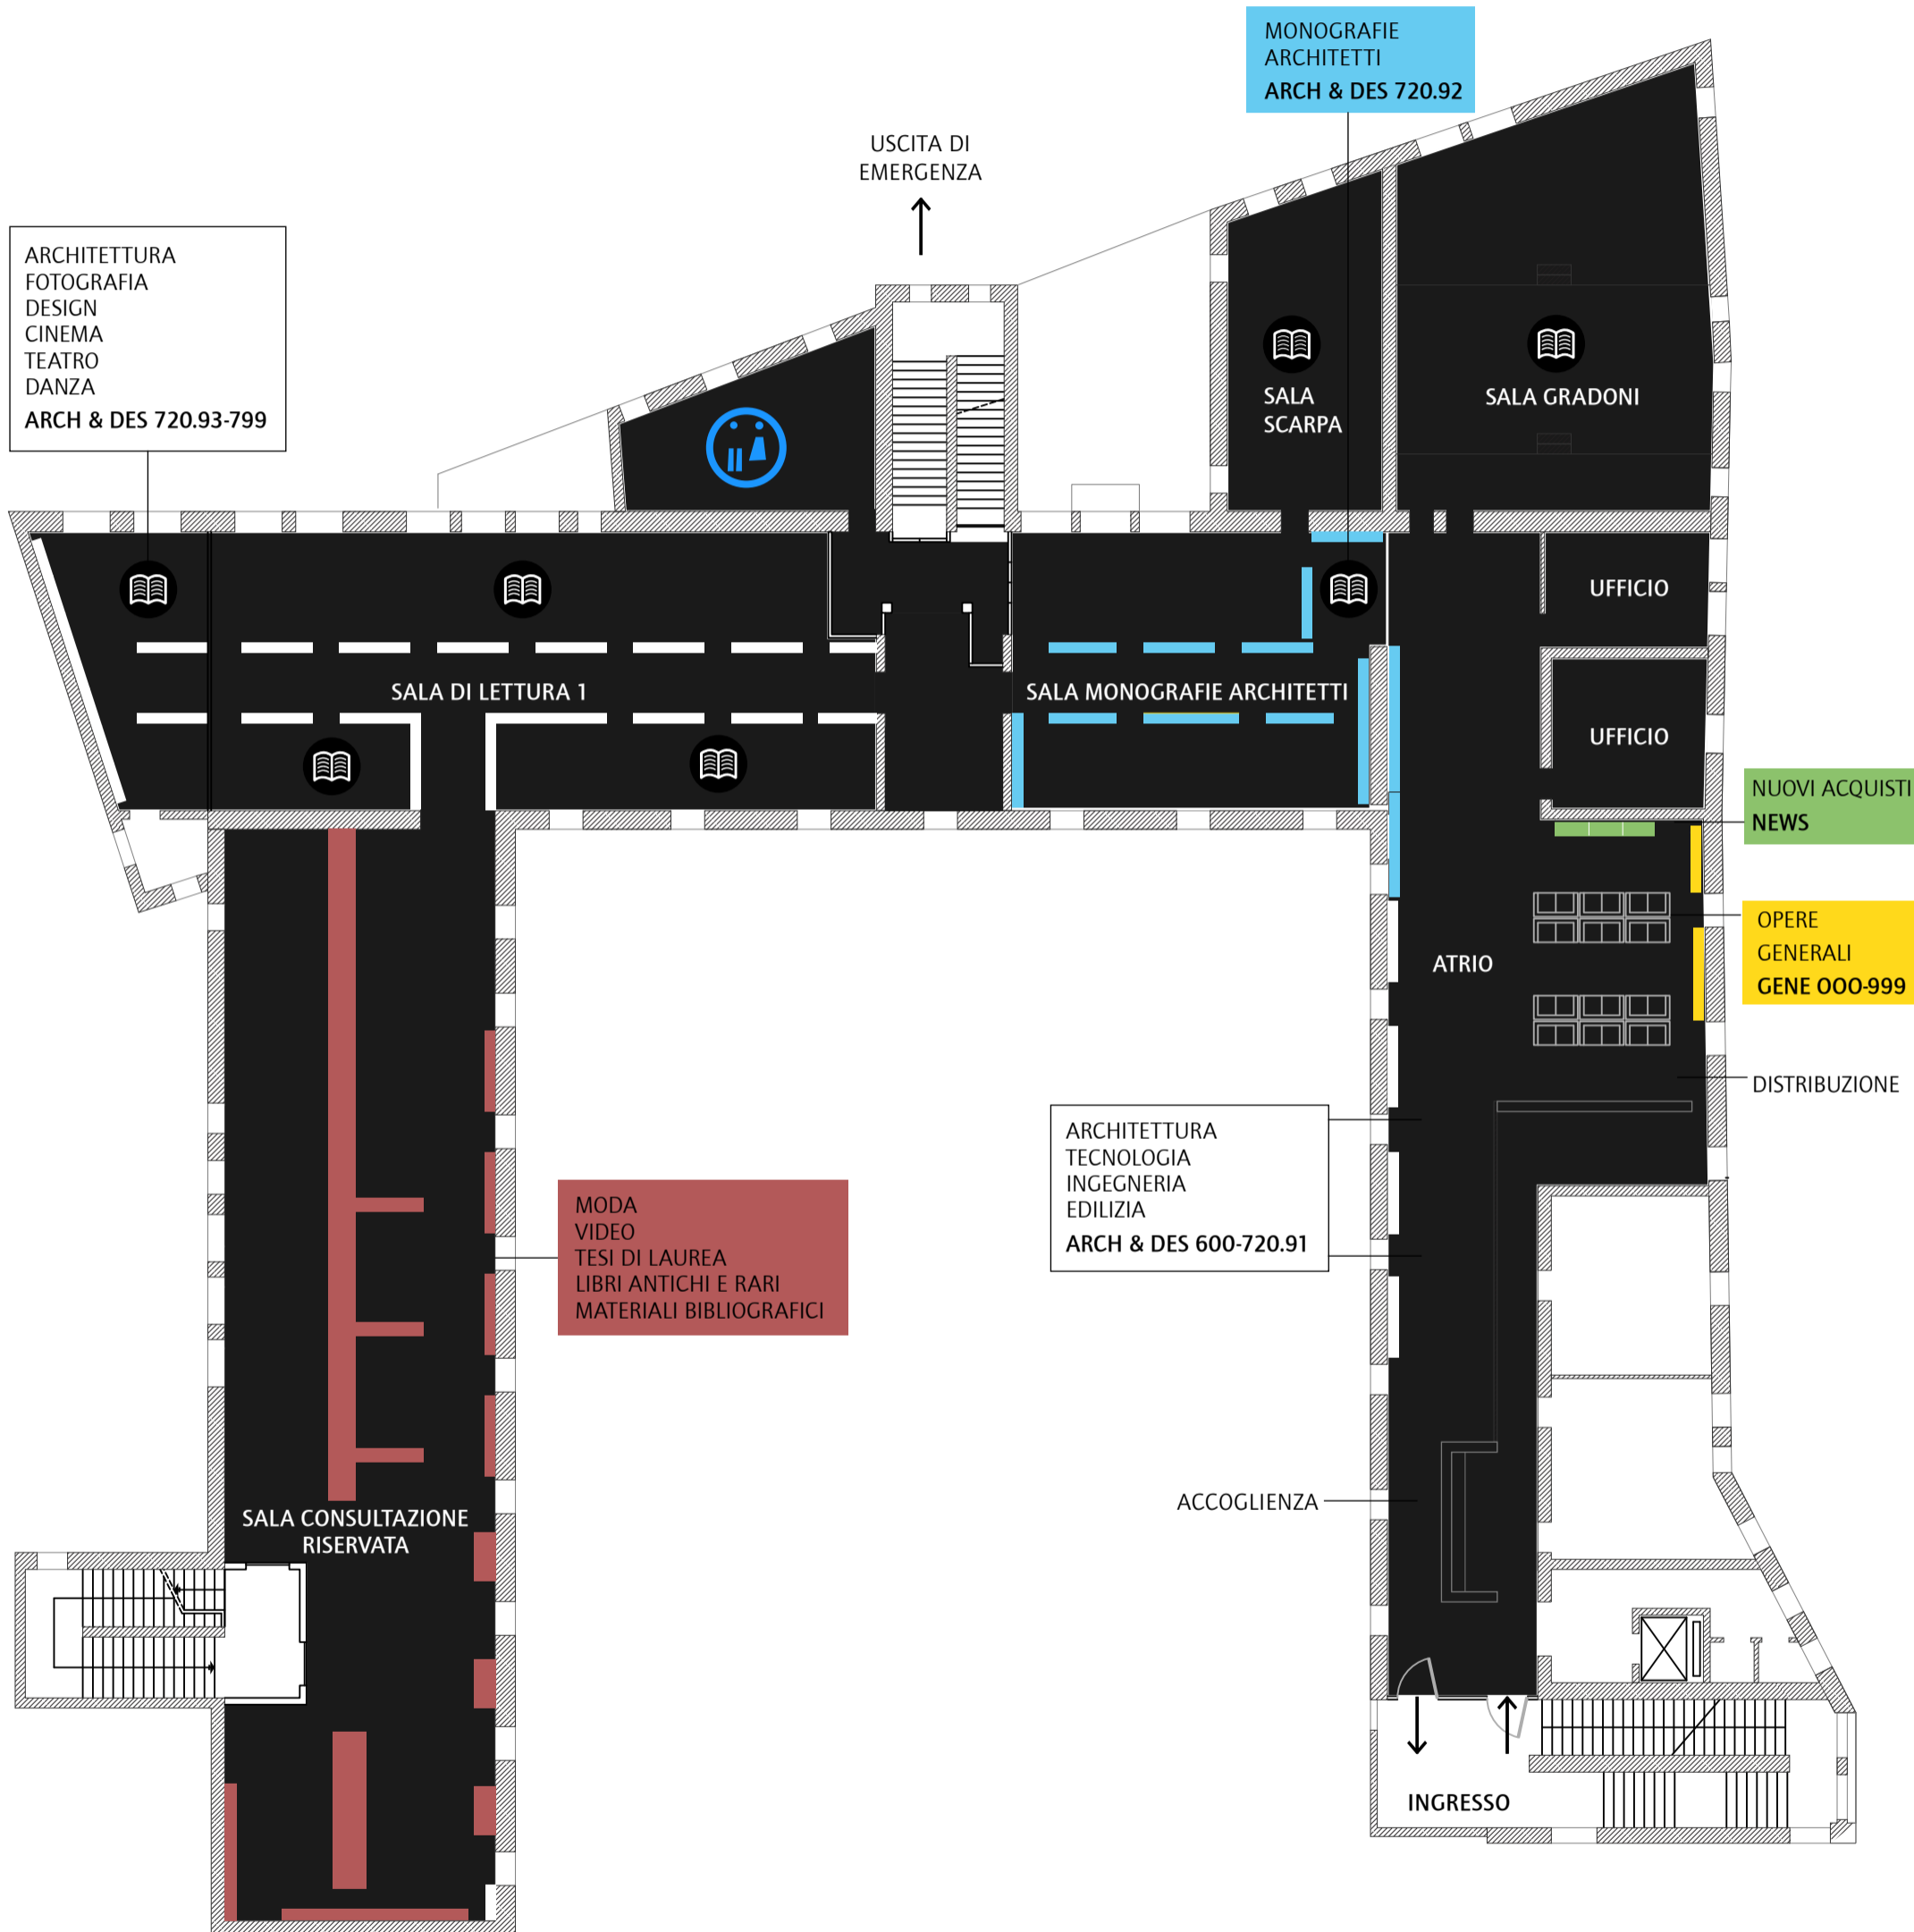 MONOGRAFIE
ARCHITETTI
ARCH & DES 720.92
USCITA DI
EMERGENZA
ARCHITETTURA
FOTOGRAFIA
DESIGN
CINEMA
TEATRO
DANZA
ARCH & DES 720.93-799
SALA
SCARPA
SALA GRADONI
UFFICIO
SALA DI LETTURA 1
SALA MONOGRAFIE ARCHITETTI
UFFICIO
NUOVI ACQUISTI
NEWS
OPERE
GENERALI
GENE OOO-999
ATRIO
DISTRIBUZIONE
ARCHITETTURA
TECNOLOGIA
INGEGNERIA
EDILIZIA
ARCH & DES 600-720.91
MODA
VIDEO
TESI DI LAUREA
LIBRI ANTICHI E RARI
MATERIALI BIBLIOGRAFICI
ACCOGLIENZA
SALA CONSULTAZIONE
RISERVATA
INGRESSO